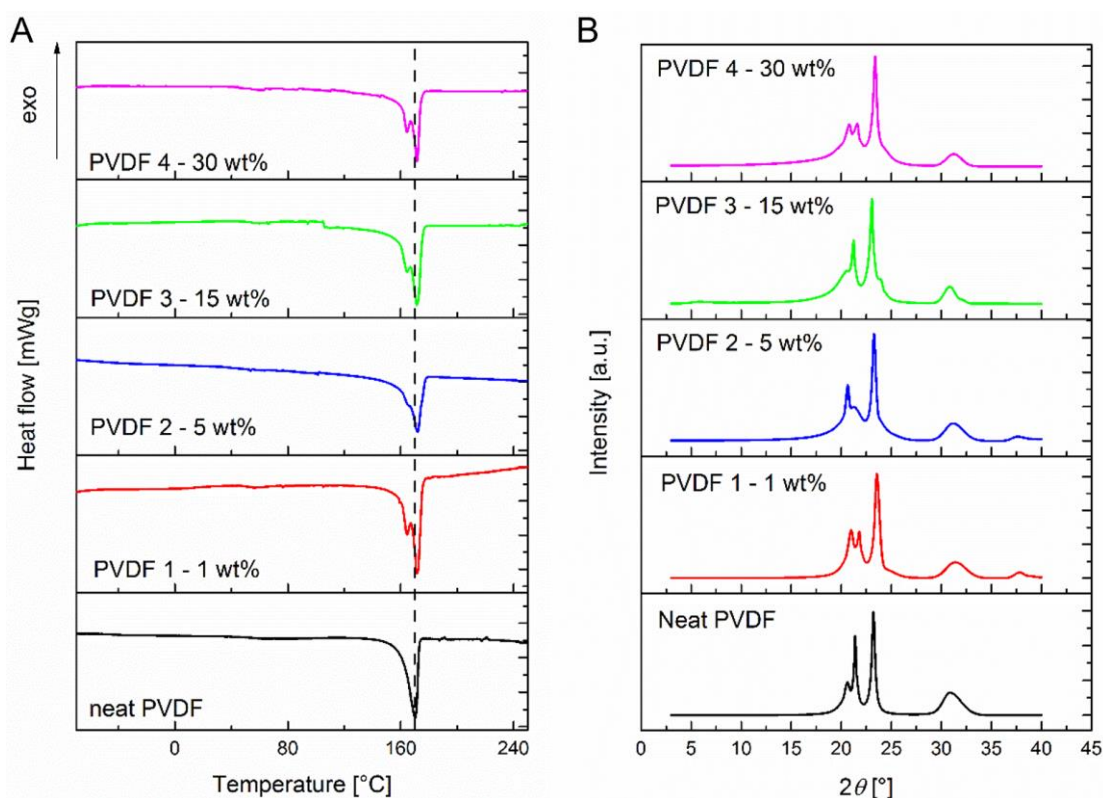 A
exo
Heat flow [mWg]
PVDF 4 - 30 wt%
PVDF 3 - 15 wt%
PVDF 2 - 5 wt%
PVDF 1 - 1 wt%
neat PVDF
0 80 160 240
Temperature [°C]
B
Intensity [a.u.]
PVDF 4 - 30 wt%
PVDF 3 - 15 wt%
PVDF 2 - 5 wt%
PVDF 1 - 1 wt%
Neat PVDF
0 5 10 15 20 25 30 35 40 45
2θ [°]